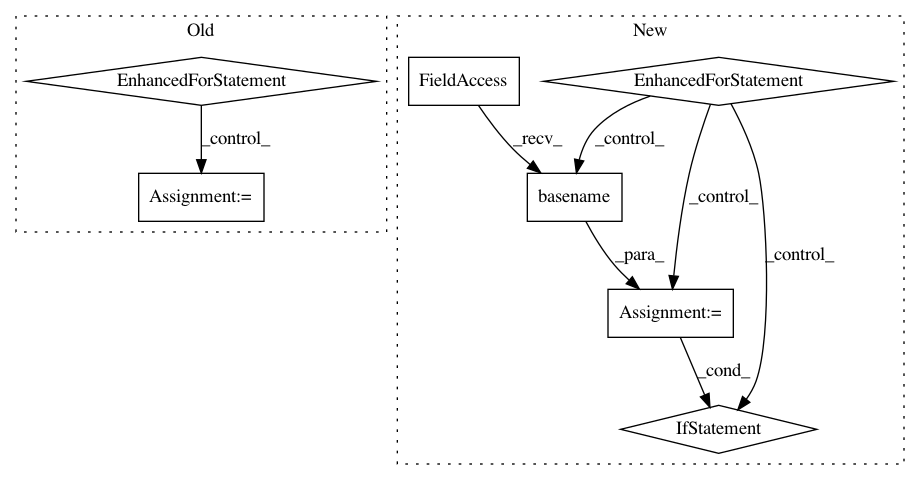 Old
New
EnhancedForStatement
FieldAccess
EnhancedForStatement
_control_
_recv_
_control_
Assignment:=
basename
_control_
_para_
_control_
Assignment:=
_cond_
IfStatement